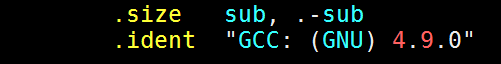 .size sub, .-sub
.ident "GCC: (GNU) 4.9.0"